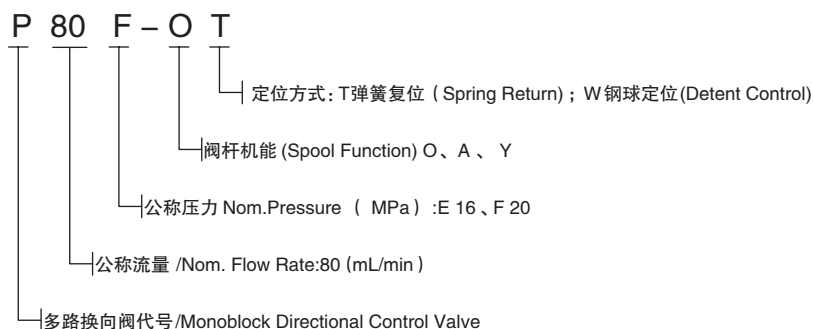 P 80 F – O T
定位方式: T弹簧复位 ( Spring Return) ; W钢球定位(Detent Control)
阀杆机能 (Spool Function) O、A 、 Y
公称压力 Nom.Pressure ( MPa) :E 16 、F 20
公称流量 /Nom. Flow Rate:80 (mL/min )
多路换向阀代号/Monoblock Directional Control Valve